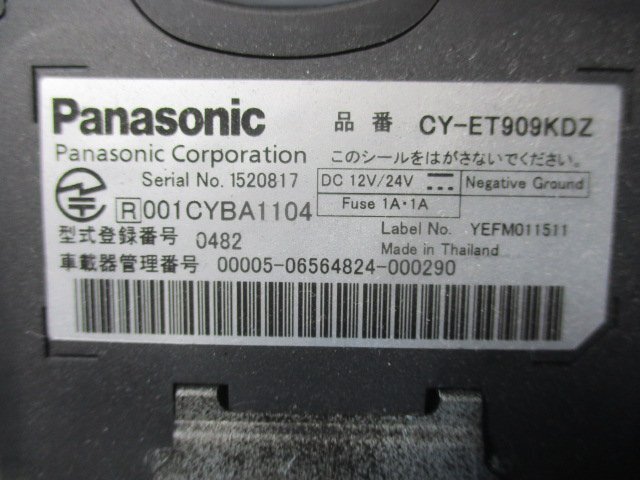 Panasonic 品番 CY-ET909KDZ
Panasonic Corporation このシールをはがさないでください。
Serial No. 1520817 DC 12V/24V Negative Ground
R 001CYBA1104 Fuse 1A・1A
型式登録番号 0482 Label No. YEFM011511
Made in Thailand
車載器管理番号 00005-06564824-000290